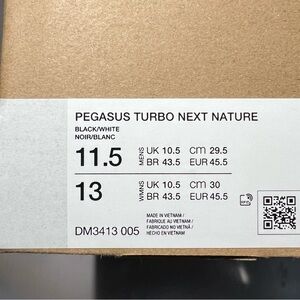 PEGASUS TURBO NEXT NATURE
BLACK/WHITE
NOIR/BLANC
11.5 MENS UK 10.5 cm 29.5
BR 43.5 EUR 45.5
13 WMNS UK 10.5 cm 30
BR 43.5 EUR 45.5
MADE IN VIETNAM /
FABRIQUE AU VIETNAM /
FABRICADO NO VIETNÃ /
HECHO EN VIETNAM
DM3413 005